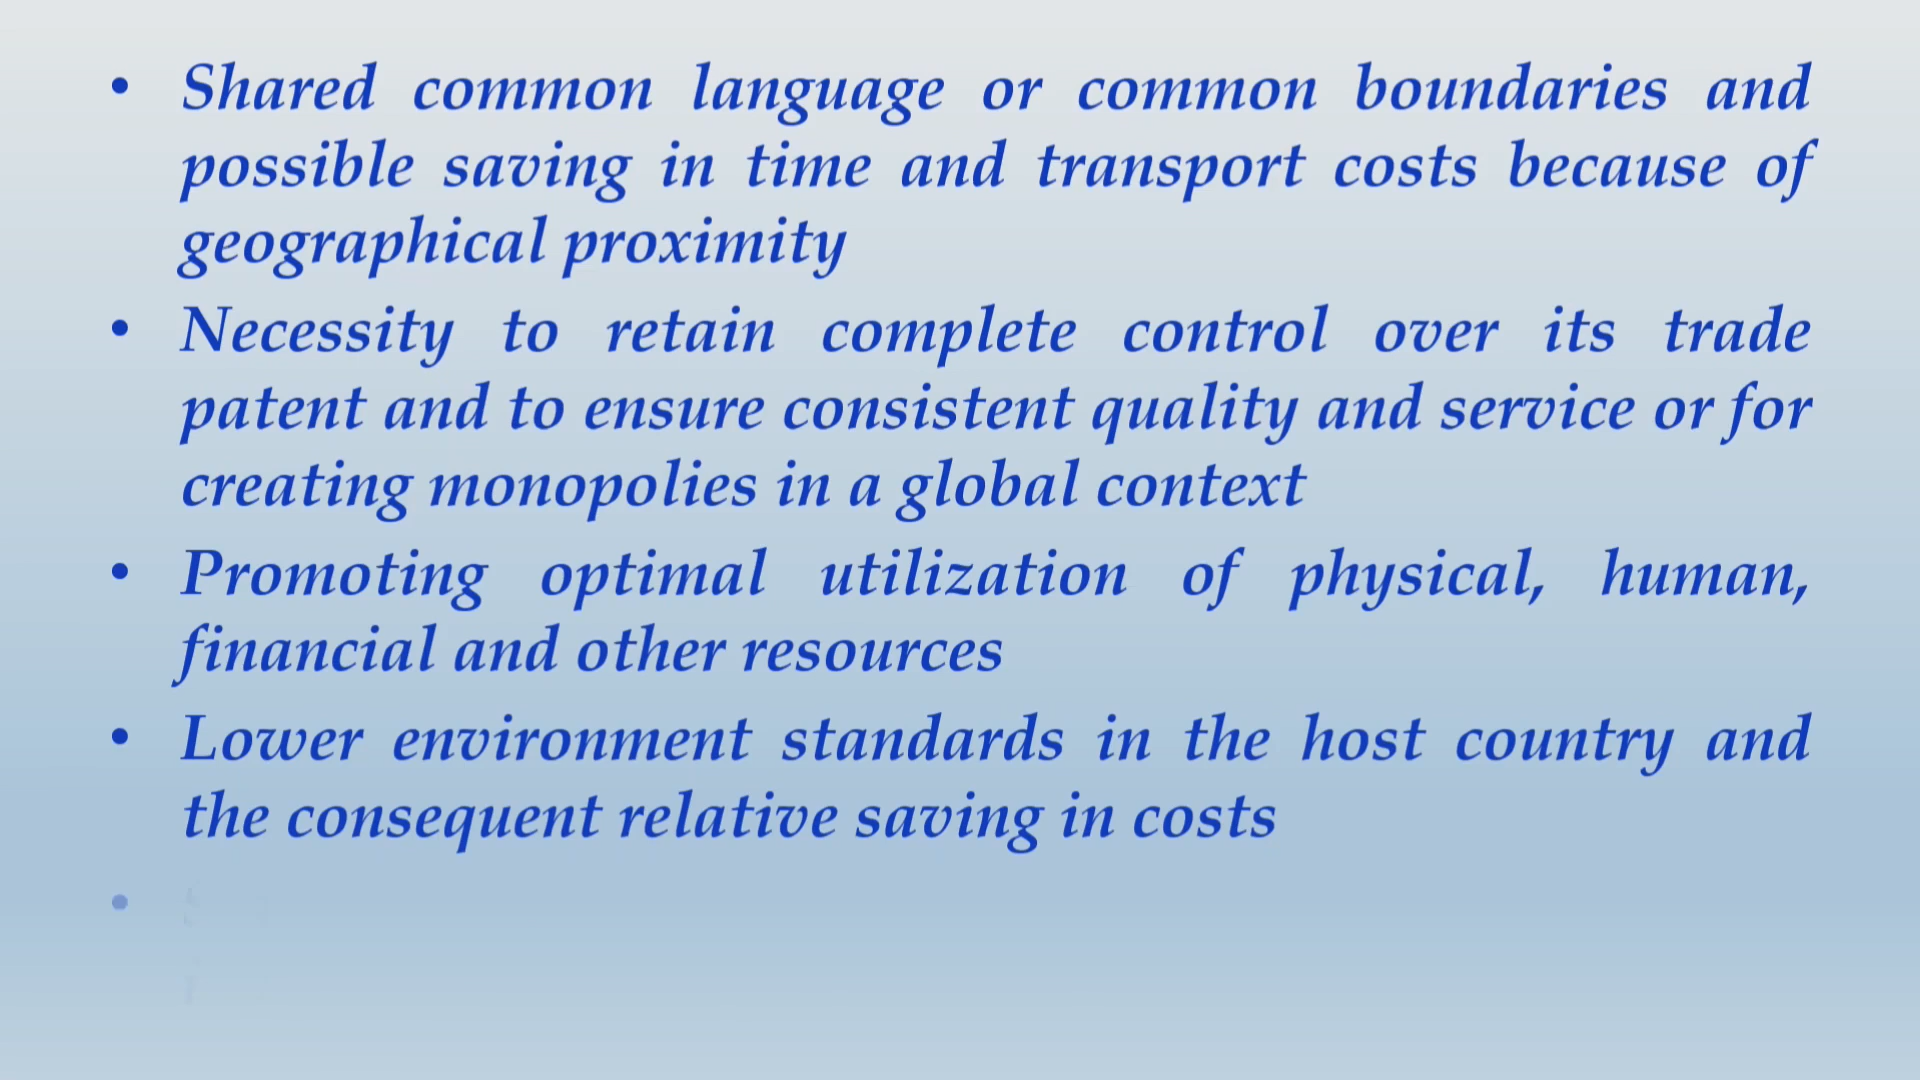 • Shared common language or common boundaries and
possible saving in time and transport costs because of
geographical proximity
• Necessity to retain complete control over its trade
patent and to ensure consistent quality and service or for
creating monopolies in a global context
• Promoting optimal utilization of physical, human,
financial and other resources
• Lower environment standards in the host country and
the consequent relative saving in costs
•